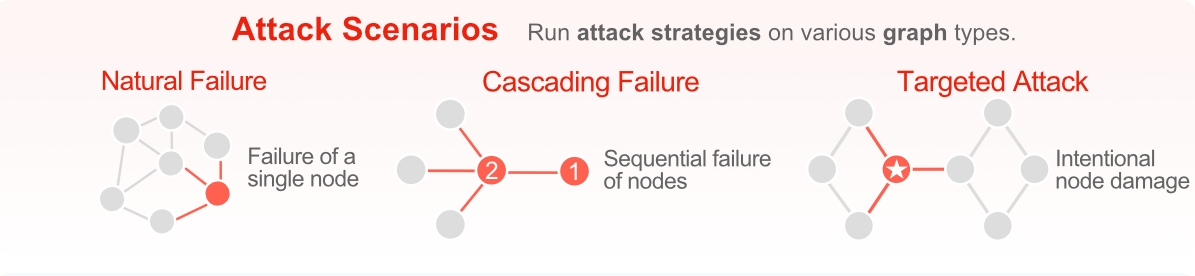 Attack Scenarios Run attack strategies on various graph types.
Natural Failure
Failure of a
single node
Cascading Failure
2 1
Sequential failure
of nodes
Targeted Attack
Intentional
node damage